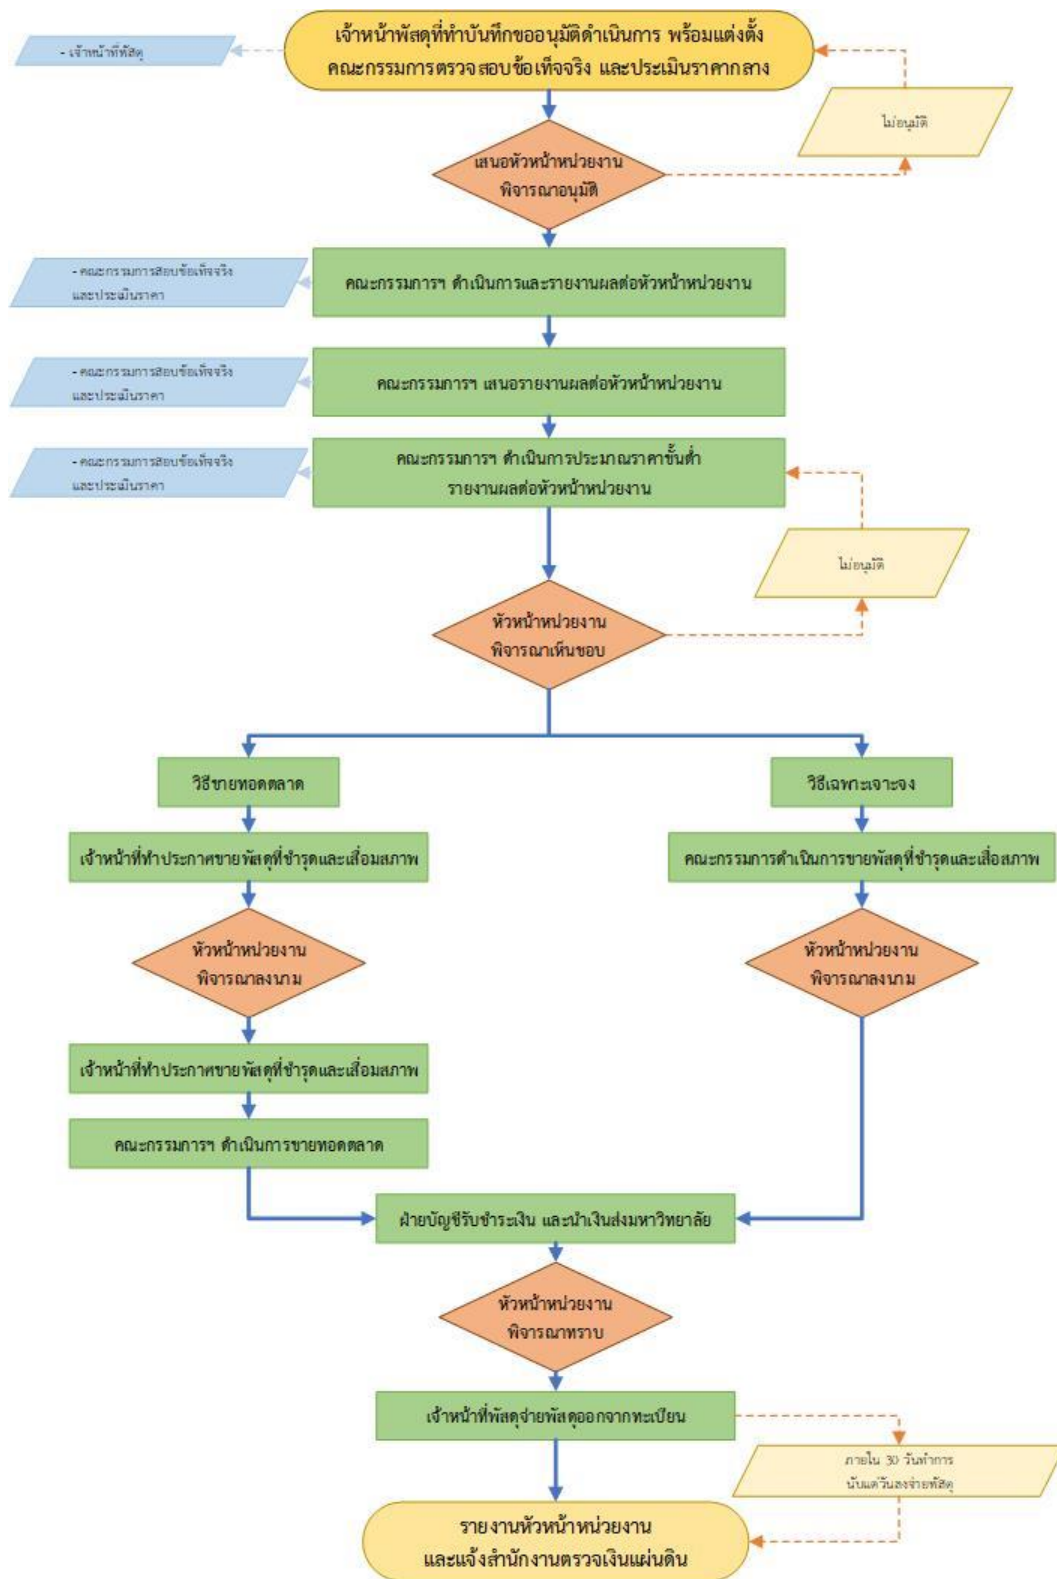 เจ้าหน้าพัสดุที่ทำบันทึกขออนุมัติดำเนินการ พร้อมแต่งตั้ง
คณะกรรมการตรวจสอบข้อเท็จจริง และประเมินราคากลาง
- เจ้าหน้าที่พัสดุ
ไม่อนุมัติ
เสนอหัวหน้าหน่วยงาน
พิจารณาอนุมัติ
- คณะกรรมการสอบข้อเท็จจริง
และประเมินราคา
คณะกรรมการฯ ดำเนินการและรายงานผลต่อหัวหน้าหน่วยงาน
- คณะกรรมการสอบข้อเท็จจริง
และประเมินราคา
คณะกรรมการฯ เสนอรายงานผลต่อหัวหน้าหน่วยงาน
- คณะกรรมการสอบข้อเท็จจริง
และประเมินราคา
คณะกรรมการฯ ดำเนินการประมาณราคาขั้นต่ำ
รายงานผลต่อหัวหน้าหน่วยงาน
ไม่อนุมัติ
หัวหน้าหน่วยงาน
พิจารณาเห็นชอบ
วิธีขายทอดตลาด
วิธีเฉพาะเจาะจง
เจ้าหน้าที่ทำประกาศขายพัสดุที่ชำรุดและเสื่อมสภาพ
คณะกรรมการดำเนินการขายพัสดุที่ชำรุดและเสื่อสภาพ
หัวหน้าหน่วยงาน
พิจารณาลงนาม
หัวหน้าหน่วยงาน
พิจารณาลงนาม
เจ้าหน้าที่ทำประกาศขายพัสดุที่ชำรุดและเสื่อมสภาพ
คณะกรรมการฯ ดำเนินการขายทอดตลาด
ฝ่ายบัญชีรับชำระเงิน และนำเงินส่งมหาวิทยาลัย
หัวหน้าหน่วยงาน
พิจารณาทราบ
เจ้าหน้าที่พัสดุจ่ายพัสดุออกจากทะเบียน
ภายใน 30 วันทำการ
นับแต่วันลงจ่ายพัสดุ
รายงานหัวหน้าหน่วยงาน
และแจ้งสำนักงานตรวจเงินแผ่นดิน